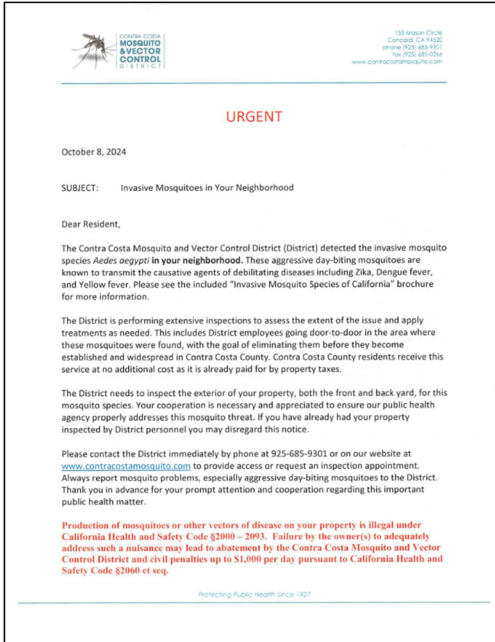 CONTRA COSTA
MOSQUITO
& VECTOR
CONTROL
DISTRICT
155 Mason Circle
Concord, CA 94520
phone (925) 685-9301
fax (925) 685-0266
www.contracostamosquito.com
URGENT
October 8, 2024
SUBJECT: Invasive Mosquitoes in Your Neighborhood
Dear Resident,
The Contra Costa Mosquito and Vector Control District (District) detected the invasive mosquito
species Aedes aegypti in your neighborhood. These aggressive day-biting mosquitoes are
known to transmit the causative agents of debilitating diseases including Zika, Dengue fever,
and Yellow fever. Please see the included "Invasive Mosquito Species of California" brochure
for more information.
The District is performing extensive inspections to assess the extent of the issue and apply
treatments as needed. This includes District employees going door-to-door in the area where
these mosquitoes were found, with the goal of eliminating them before they become
established and widespread in Contra Costa County. Contra Costa County residents receive this
service at no additional cost as it is already paid for by property taxes.
The District needs to inspect the exterior of your property, both the front and back yard, for this
mosquito species. Your cooperation is necessary and appreciated to ensure our public health
agency properly addresses this mosquito threat. If you have already had your property
inspected by District personnel you may disregard this notice.
Please contact the District immediately by phone at 925-685-9301 or on our website at
www.contracostamosquito.com to provide access or request an inspection appointment.
Always report mosquito problems, especially aggressive day-biting mosquitoes to the District.
Thank you in advance for your prompt attention and cooperation regarding this important
public health matter.
Production of mosquitoes or other vectors of disease on your property is illegal under
California Health and Safety Code §2000 – 2093. Failure by the owner(s) to adequately
address such a nuisance may lead to abatement by the Contra Costa Mosquito and Vector
Control District and civil penalties up to $1,000 per day pursuant to California Health and
Safety Code §2060 et seq.
Protecting Public Health Since 1927